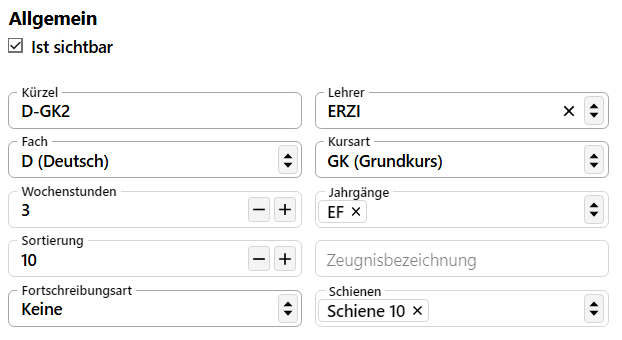 Allgemein
Ist sichtbar
Kürzel
D-GK2
Lehrer
ERZI
Fach
D (Deutsch)
Kursart
GK (Grundkurs)
Wochenstunden
3
Jahrgänge
EF
Sortierung
10
Zeugnisbezeichnung
Fortschreibungsart
Keine
Schienen
Schiene 10